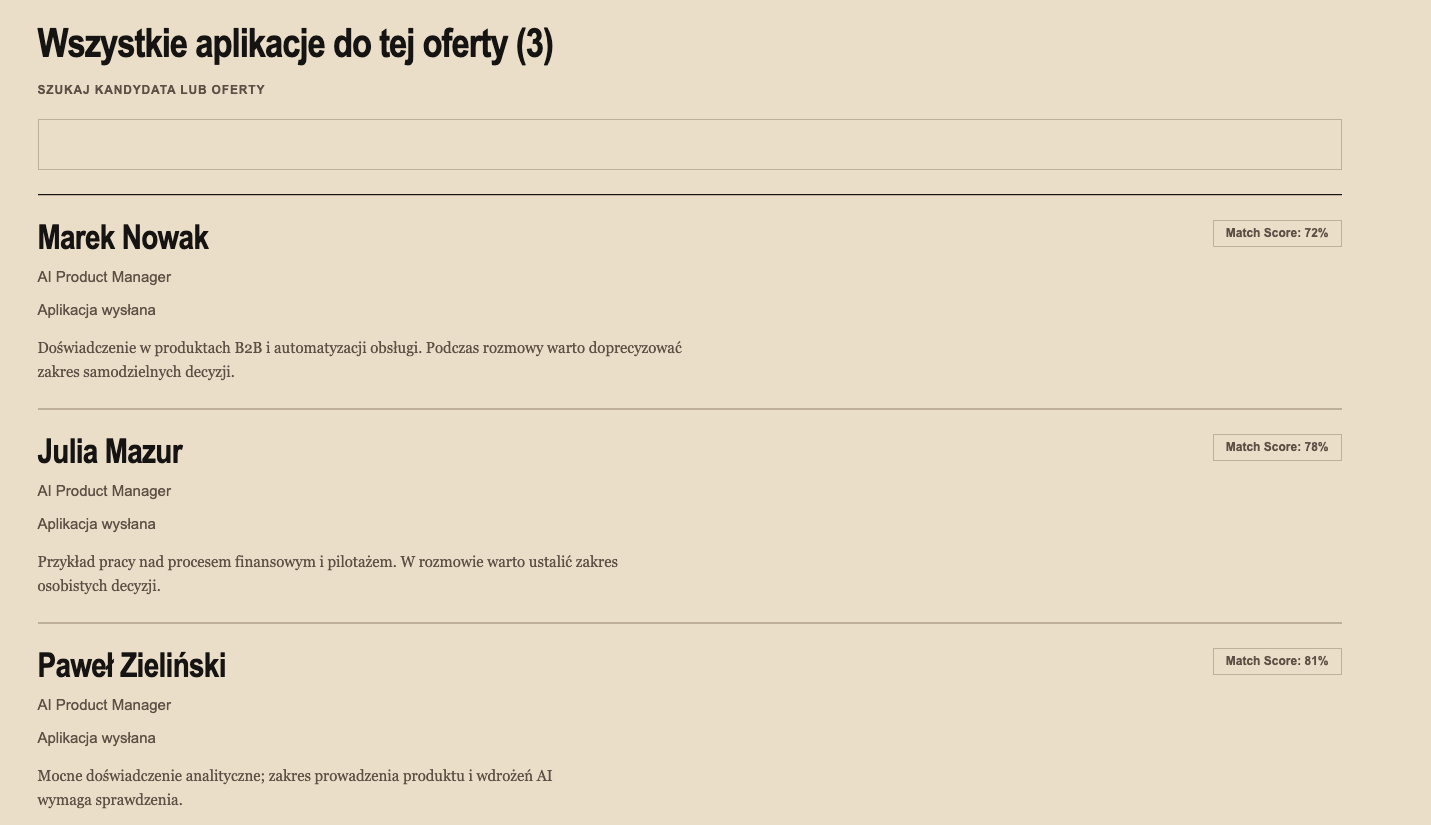 Wszystkie aplikacje do tej oferty (3)
SZUKAJ KANDYDATA LUB OFERTY
Marek Nowak
Match Score: 72%
AI Product Manager
Aplikacja wysłana
Doświadczenie w produktach B2B i automatyzacji obsługi. Podczas rozmowy warto doprecyzować
zakres samodzielnych decyzji.
Julia Mazur
Match Score: 78%
AI Product Manager
Aplikacja wysłana
Przykład pracy nad procesem finansowym i pilotażem. W rozmowie warto ustalić zakres
osobistych decyzji.
Paweł Zieliński
Match Score: 81%
AI Product Manager
Aplikacja wysłana
Mocne doświadczenie analityczne; zakres prowadzenia produktu i wdrożeń AI
wymaga sprawdzenia.